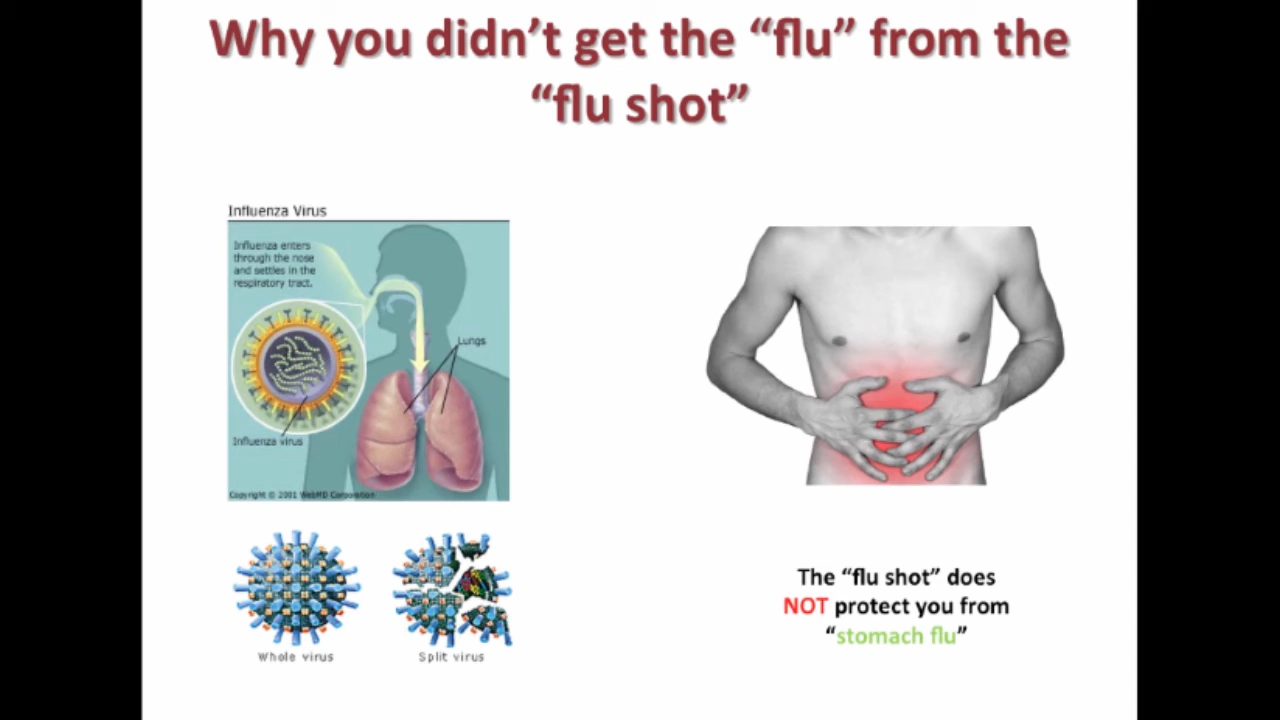 Why you didn’t get the “flu” from the
“flu shot”
Influenza Virus
Influenza enters
through the nose
and settles in the
respiratory tract.
Lungs
Influenza virus
Copyright © 2001 WebMD Corporation
Whole virus
Split virus
The “flu shot” does
NOT protect you from
“stomach flu”